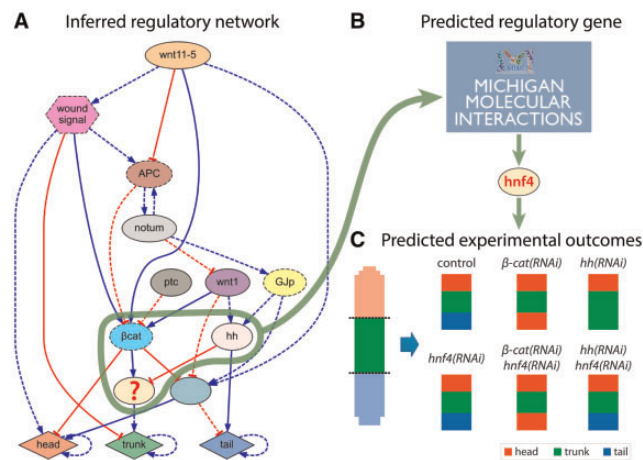 A Inferred regulatory network
wnt11-5
wound
signal
APC
notum
ptc
wnt1
GJp
βcat
hh
?
head
trunk
tail
B Predicted regulatory gene
MICHIGAN
MOLECULAR
INTERACTIONS
hnf4
C Predicted experimental outcomes
control β-cat(RNAi) hh(RNAi)
hnf4(RNAi) β-cat(RNAi) hh(RNAi)
hnf4(RNAi) hnf4(RNAi)
head trunk tail